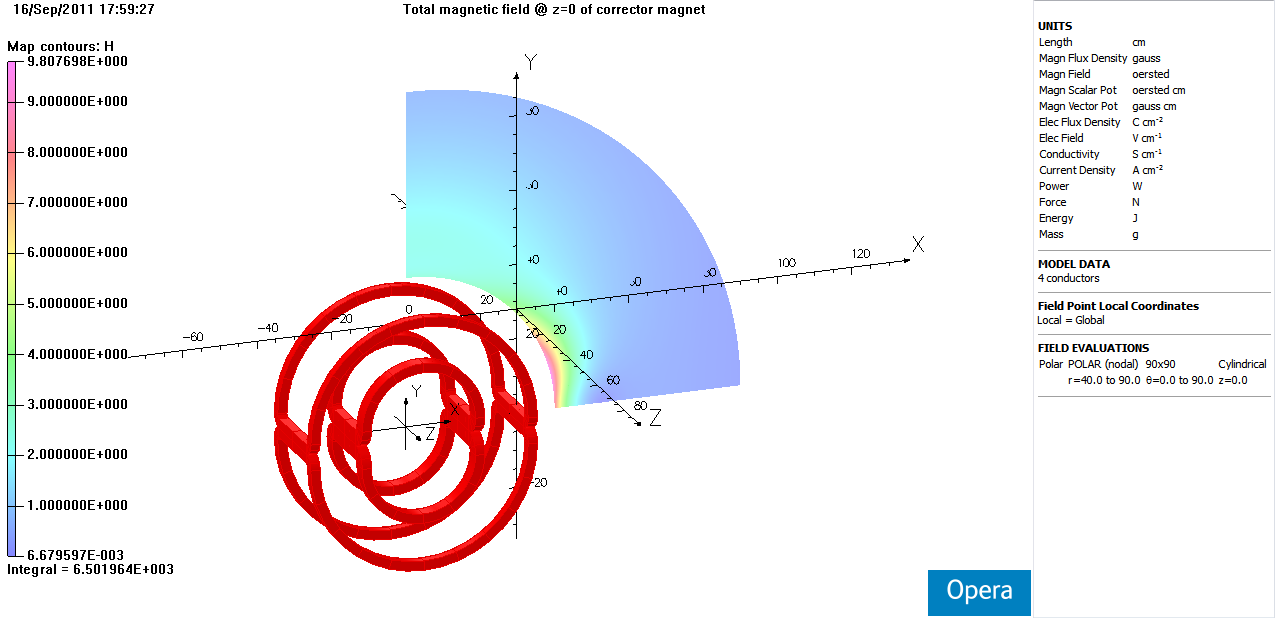 16/Sep/2011 17:59:27
Total magnetic field @ z=0 of corrector magnet
Map contours: H
9.807698E+000
9.000000E+000
8.000000E+000
7.000000E+000
6.000000E+000
5.000000E+000
4.000000E+000
3.000000E+000
2.000000E+000
1.000000E+000
6.679597E-003
Integral = 6.501964E+003
Y
X
120
100
20
0
-20
-40
-60
20
40
60
80
Z
-20
Y
X
Z
UNITS
Length cm
Magn Flux Density gauss
Magn Field oersted
Magn Scalar Pot oersted cm
Magn Vector Pot gauss cm
Elec Flux Density C cm⁻²
Elec Field V cm⁻¹
Conductivity S cm⁻¹
Current Density A cm⁻²
Power W
Force N
Energy J
Mass g
MODEL DATA
4 conductors
Field Point Local Coordinates
Local = Global
FIELD EVALUATIONS
Polar POLAR (nodal) 90x90 Cylindrical
r=40.0 to 90.0 θ=0.0 to 90.0 z=0.0
Opera